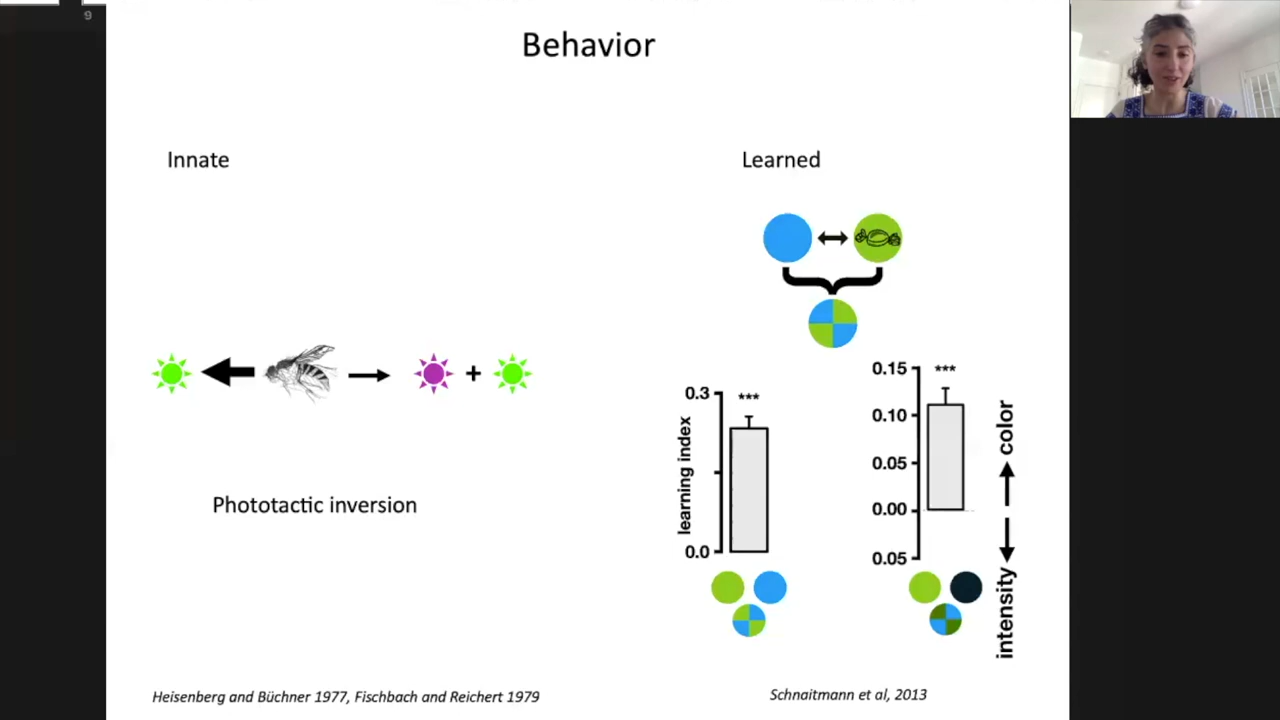 9
Behavior
Innate
Learned
+
Phototactic inversion
0.3
***
learning index
0.0
0.15
***
0.10
0.05
0.00
0.05
color
intensity
Heisenberg and Büchner 1977, Fischbach and Reichert 1979
Schnaitmann et al, 2013